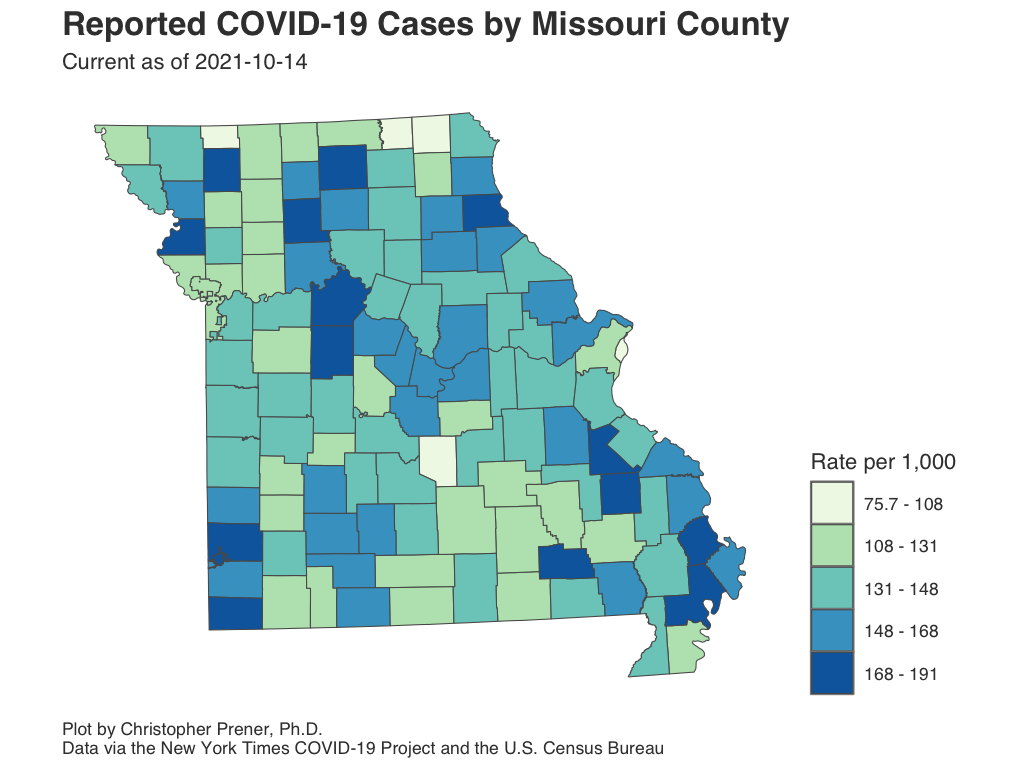 Reported COVID-19 Cases by Missouri County
Current as of 2021-10-14
Rate per 1,000
75.7 - 108
108 - 131
131 - 148
148 - 168
168 - 191
Plot by Christopher Prener, Ph.D.
Data via the New York Times COVID-19 Project and the U.S. Census Bureau